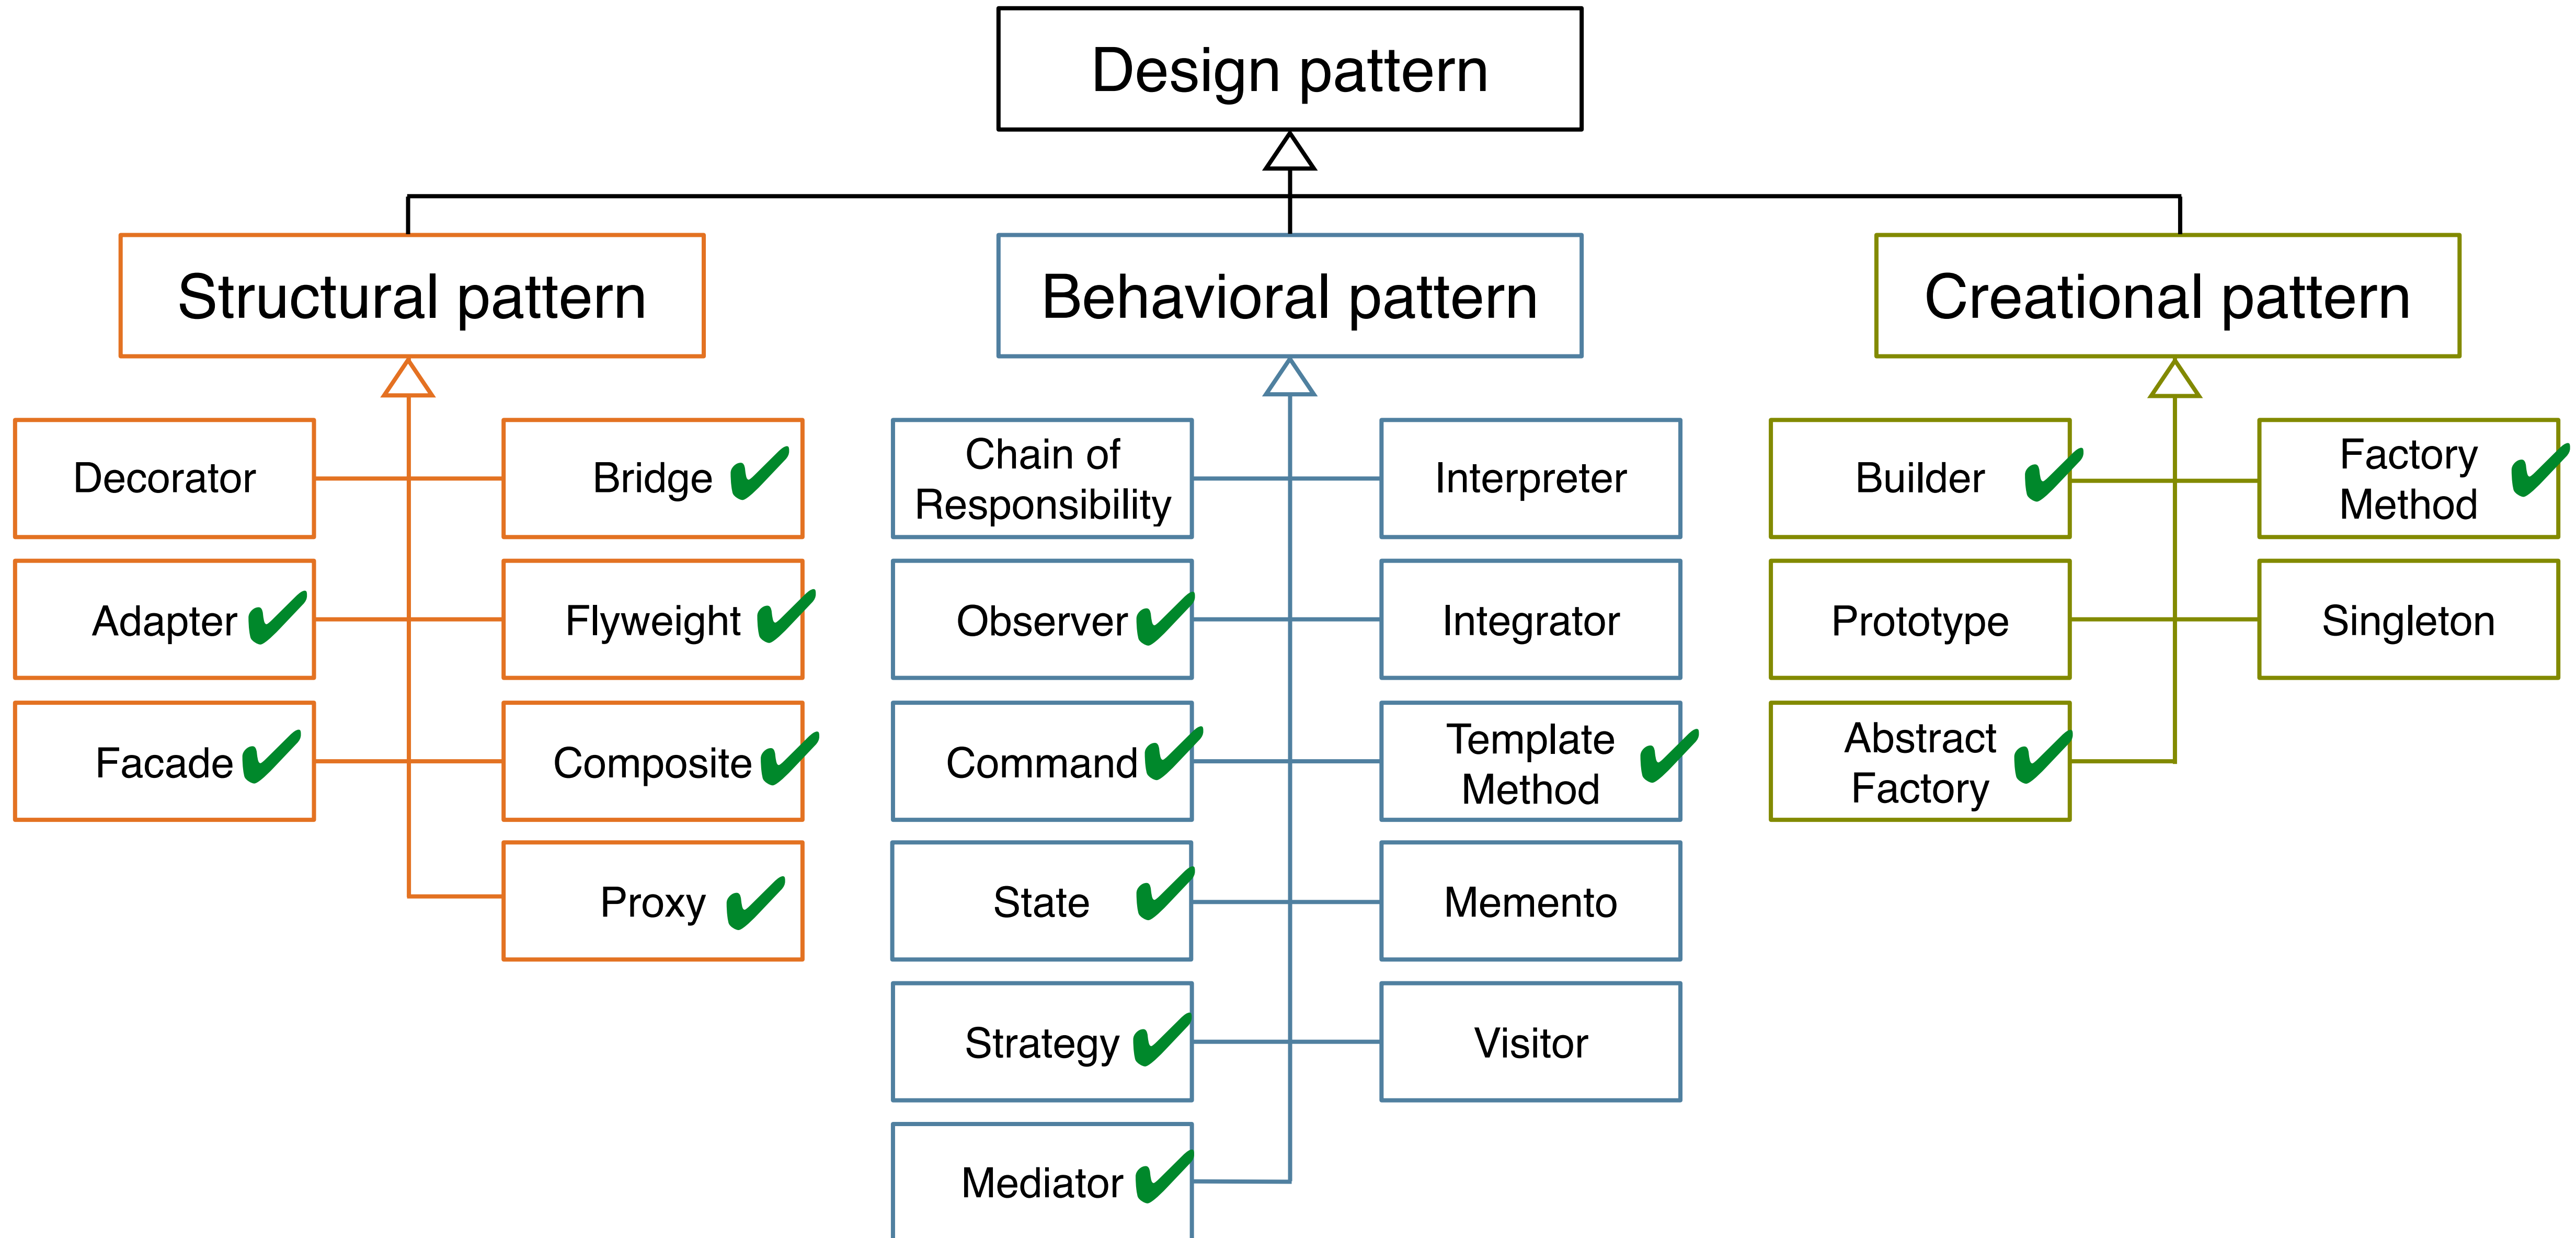 Design pattern
Structural pattern
Behavioral pattern
Creational pattern
Decorator
Bridge
Adapter
Flyweight
Facade
Composite
Proxy
Chain of
Responsibility
Interpreter
Observer
Integrator
Command
Template
Method
State
Memento
Strategy
Visitor
Mediator
Builder
Factory
Method
Prototype
Singleton
Abstract
Factory